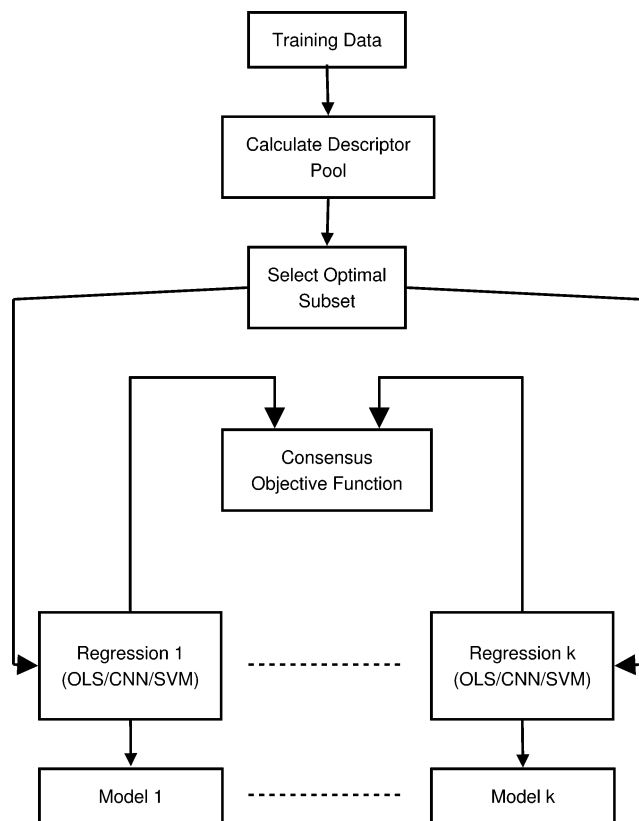 Training Data
Calculate Descriptor
Pool
Select Optimal
Subset
Consensus
Objective Function
Regression 1
(OLS/CNN/SVM)
Regression k
(OLS/CNN/SVM)
Model 1
Model k